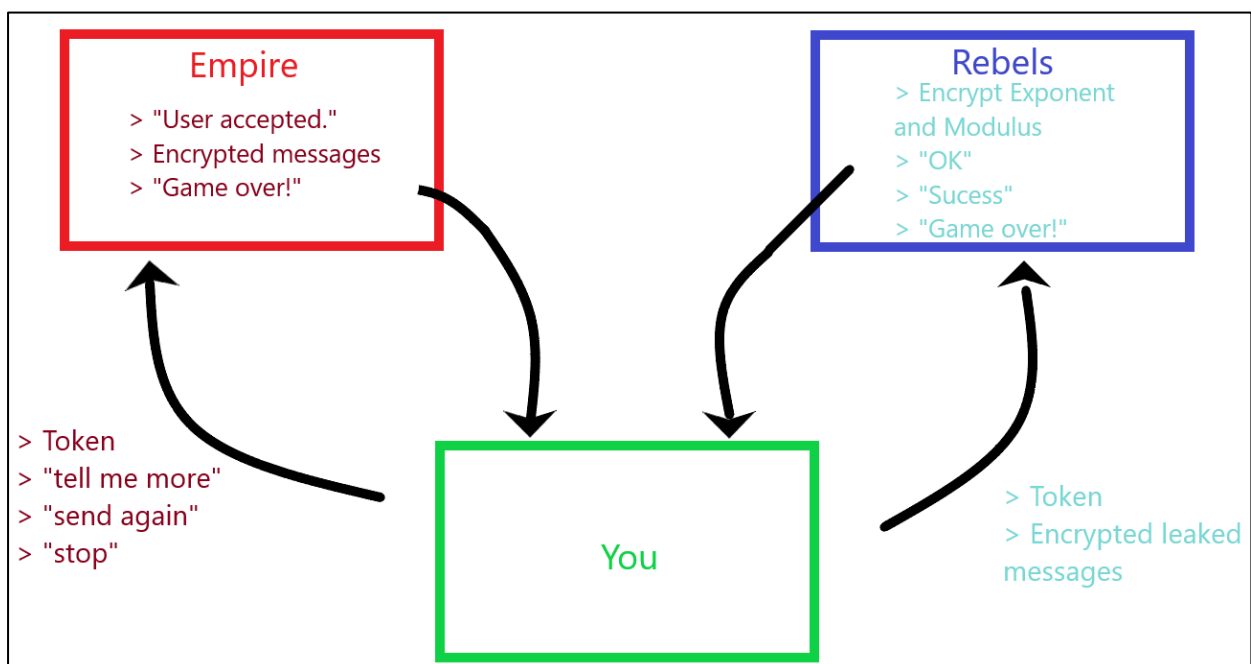 Empire
> "User accepted."
> Encrypted messages
> "Game over!"
Rebels
> Encrypt Exponent
and Modulus
> "OK"
> "Sucess"
> "Game over!"
> Token
> "tell me more"
> "send again"
> "stop"
You
> Token
> Encrypted leaked
messages